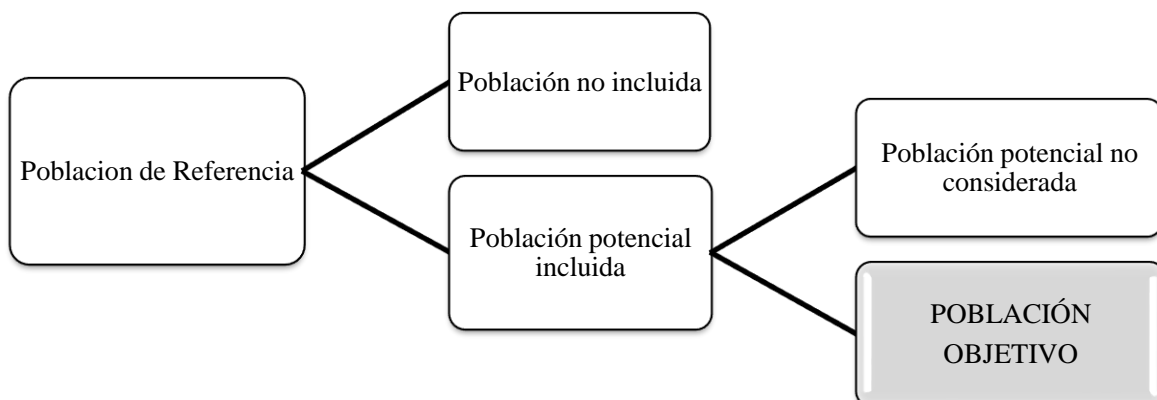 Poblacion de Referencia
Población no incluida
Población potencial
incluida
Población potencial no
considerada
POBLACIÓN
OBJETIVO